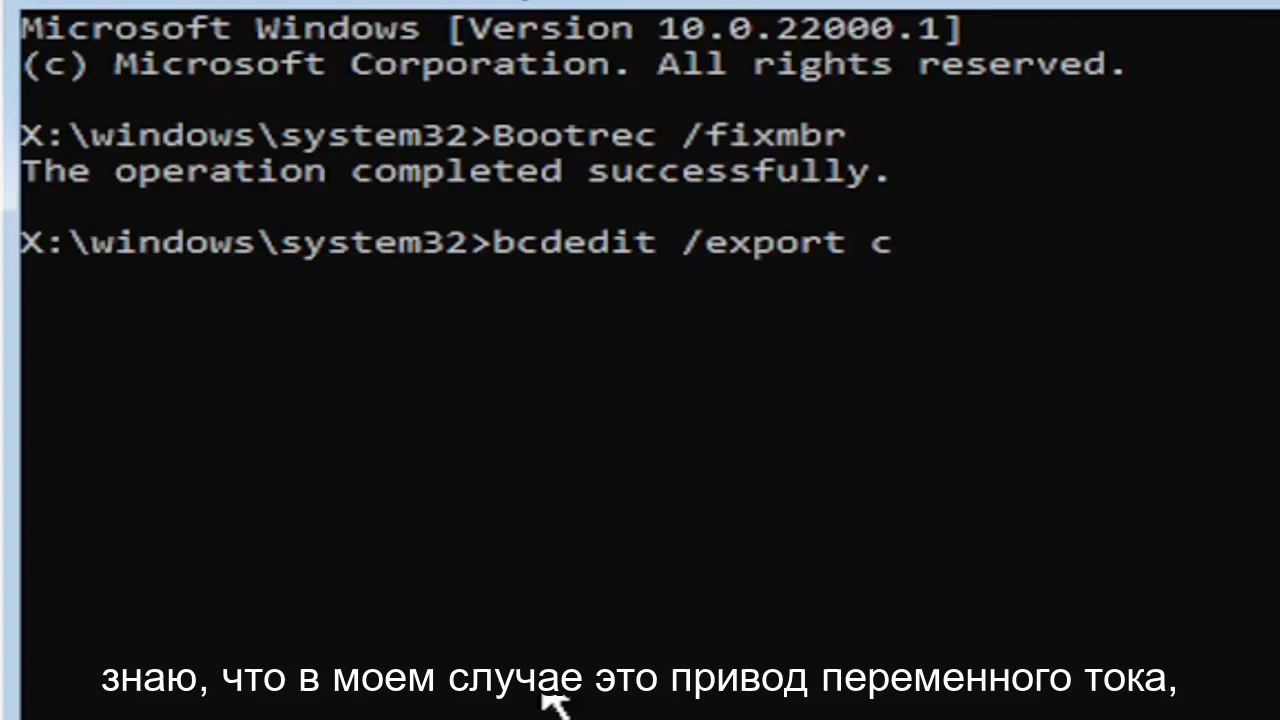 Microsoft Windows [Version 10.0.22000.1]
(c) Microsoft Corporation. All rights reserved.
X:\windows\system32>Bootrec /fixmbr
The operation completed successfully.
X:\windows\system32>bcdedit /export c
знаю, что в моем случае это привод переменного тока,